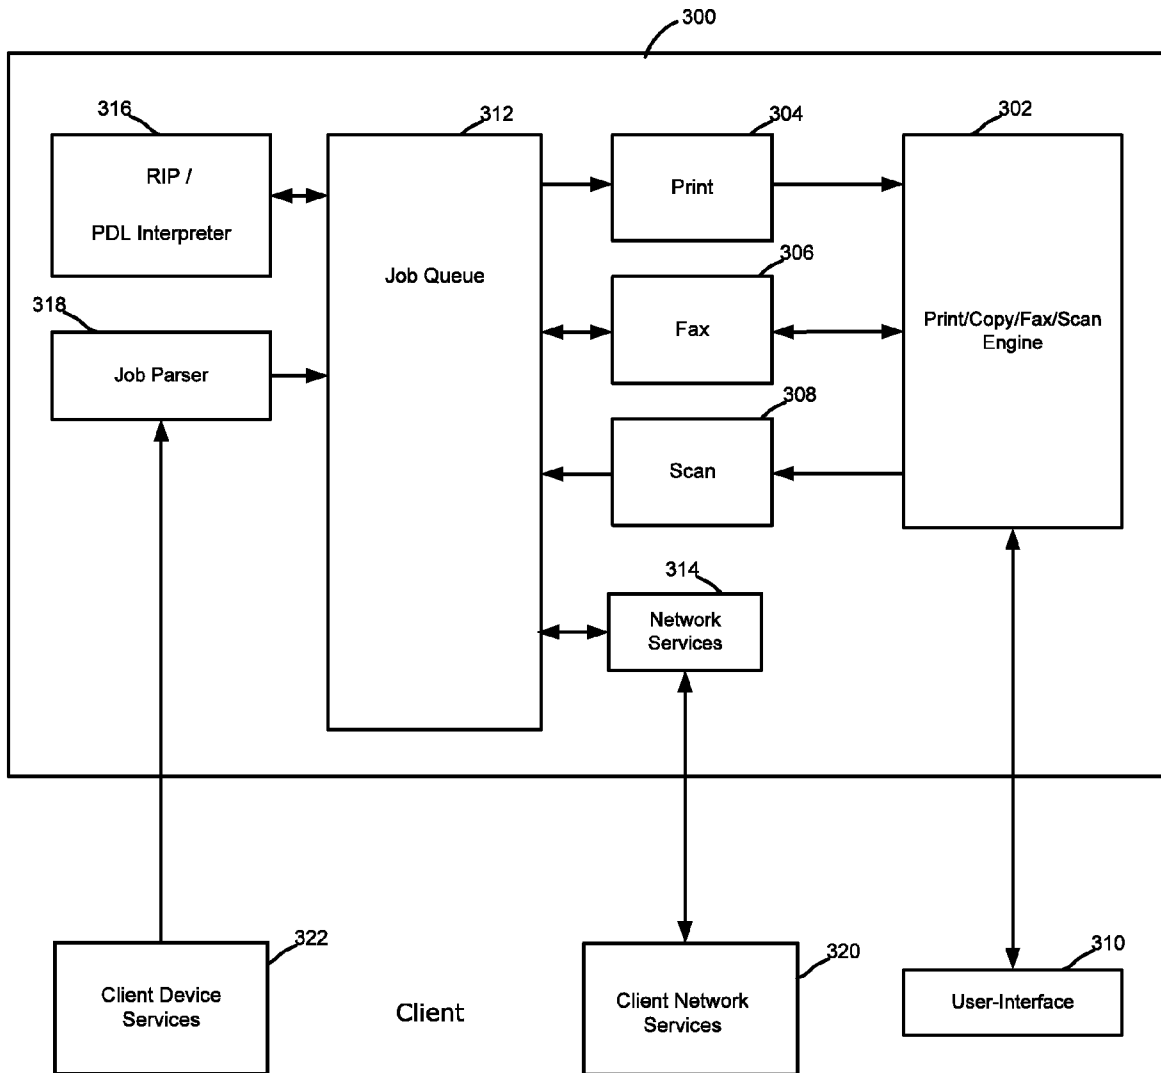 300
316
312
304
302
RIP /
PDL Interpreter
Print
306
Job Queue
318
Fax
Print/Copy/Fax/Scan
Engine
Job Parser
308
Scan
314
Network
Services
322
320
310
Client Device
Services
Client
Client Network
Services
User-Interface